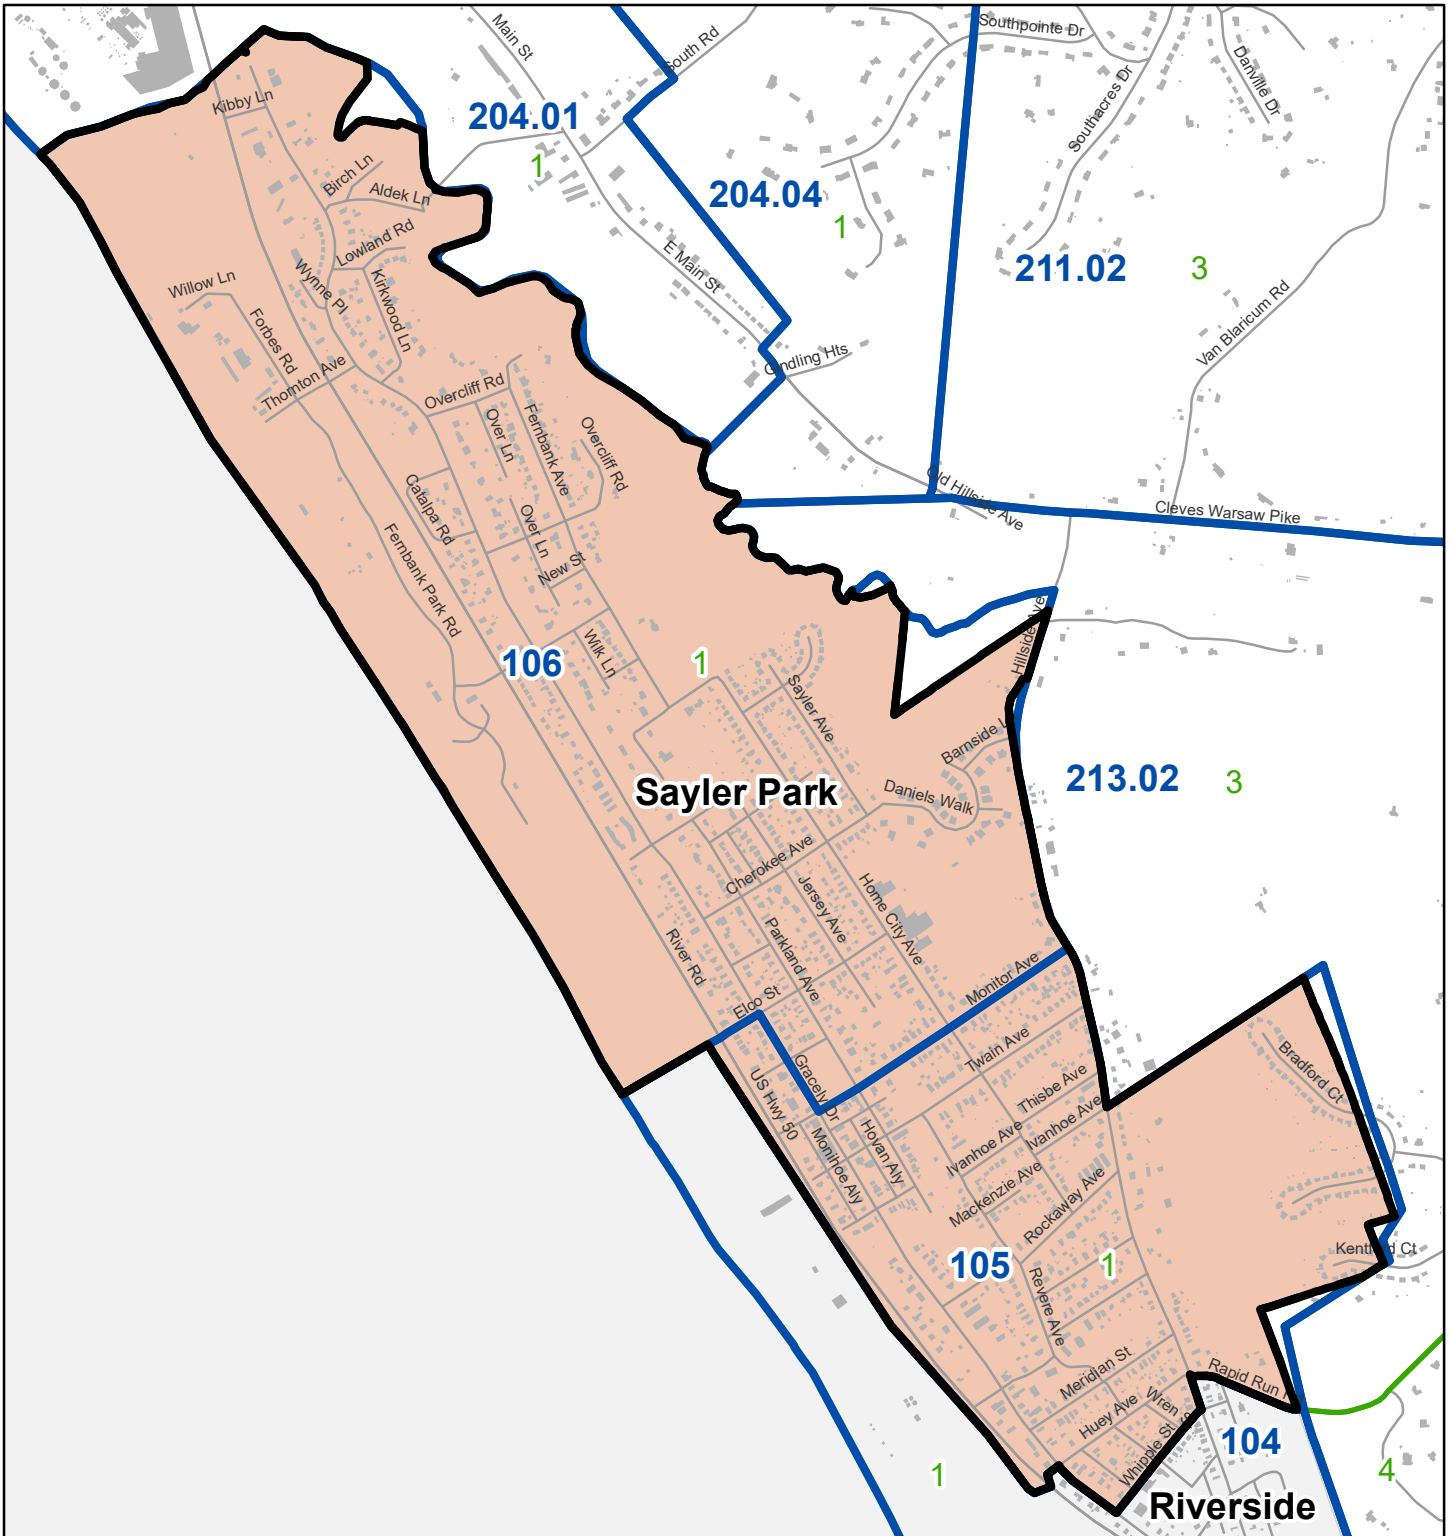 Main St
South Rd
Southpointe Dr
Danville Dr
Southacres Dr
Kibby Ln
204.01
1
Birch Ln
Aldek Ln
204.04
1
Lowland Rd
E Main St
211.02
3
Willow Ln
Wynne Pl
Kirkwood Ln
Forbes Rd
Van Blaricum Rd
Thornton Ave
Gindling Hts
Overcliff Rd
Over Ln
Fernbank Ave
Overcliff Rd
Catalpa Rd
Old Hillside Ave
Cleves Warsaw Pike
Over Ln
New St
Fernbank Park Rd
106
Wilk Ln
1
Hillside Ave
Sayler Ave
Barnside L
Sayler Park
Daniels Walk
213.02
3
Cherokee Ave
Jersey Ave
Home City Ave
Parkland Ave
River Rd
Monitor Ave
Elco St
Twain Ave
Gracely Dr
US Hwy 50
Thisbe Ave
Bradford Ct
Ivanhoe Ave
Ivanhoe Ave
Hovan Aly
Monihoe Aly
Mackenzie Ave
Rockaway Ave
105
1
Kentford Ct
Revere Ave
Meridian St
Rapid Run
Wren
Huey Ave
Whipple St
104
1
4
Riverside